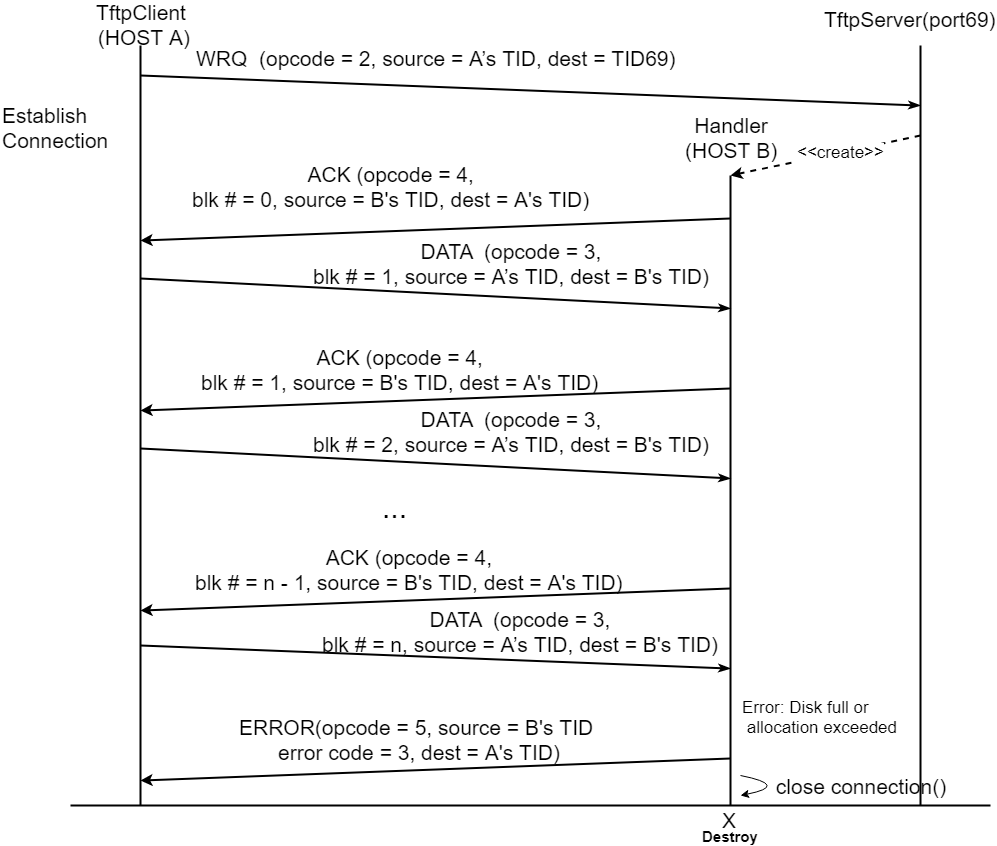 TftpClient
(HOST A)
TftpServer(port69)
WRQ (opcode = 2, source = A’s TID, dest = TID69)
Establish
Connection
Handler
(HOST B)
<<create>>
ACK (opcode = 4,
blk # = 0, source = B's TID, dest = A's TID)
DATA (opcode = 3,
blk # = 1, source = A’s TID, dest = B's TID)
ACK (opcode = 4,
blk # = 1, source = B's TID, dest = A's TID)
DATA (opcode = 3,
blk # = 2, source = A’s TID, dest = B's TID)
...
ACK (opcode = 4,
blk # = n - 1, source = B's TID, dest = A's TID)
DATA (opcode = 3,
blk # = n, source = A’s TID, dest = B's TID)
Error: Disk full or
allocation exceeded
ERROR(opcode = 5, source = B's TID
error code = 3, dest = A's TID)
close connection()
X
Destroy